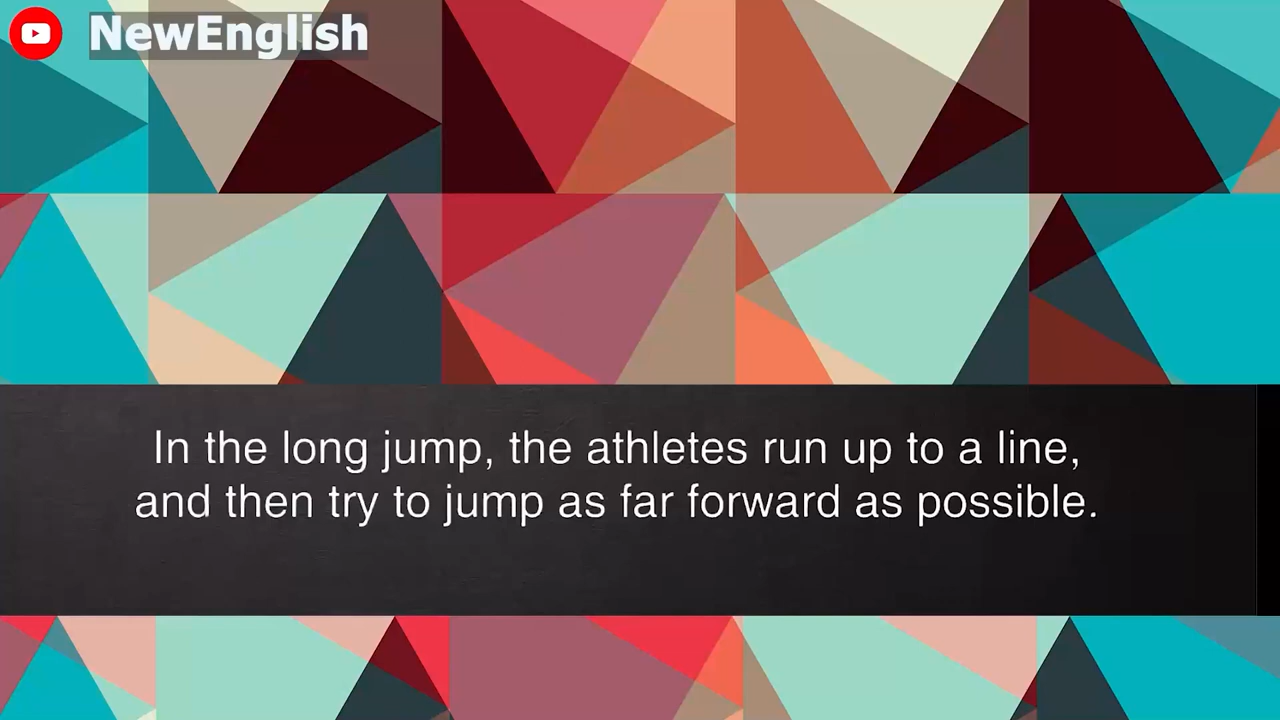 NewEnglish
In the long jump, the athletes run up to a line,
and then try to jump as far forward as possible.